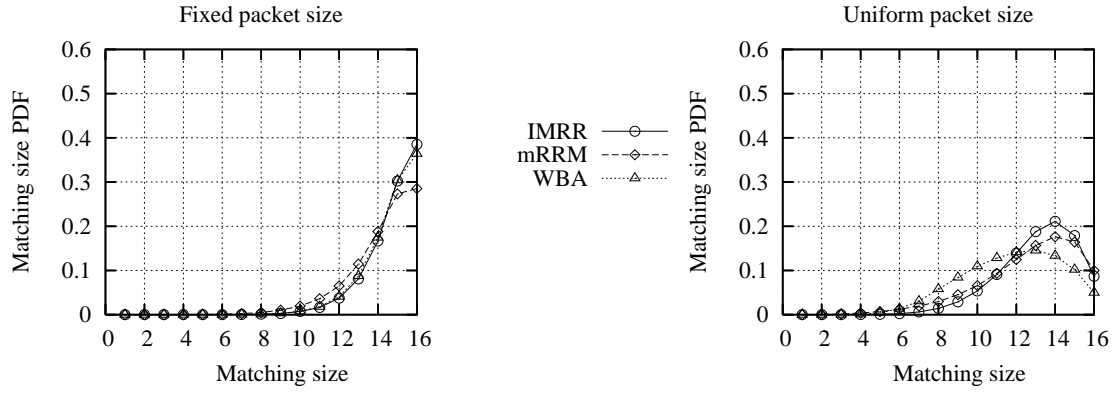 Fixed packet size
0.6
0.5
0.4
0.3
0.2
0.1
0
0 2 4 6 8 10 12 14 16
Matching size PDF
Matching size
IMRR
mRRM
WBA
Uniform packet size
0.6
0.5
0.4
0.3
0.2
0.1
0
0 2 4 6 8 10 12 14 16
Matching size PDF
Matching size